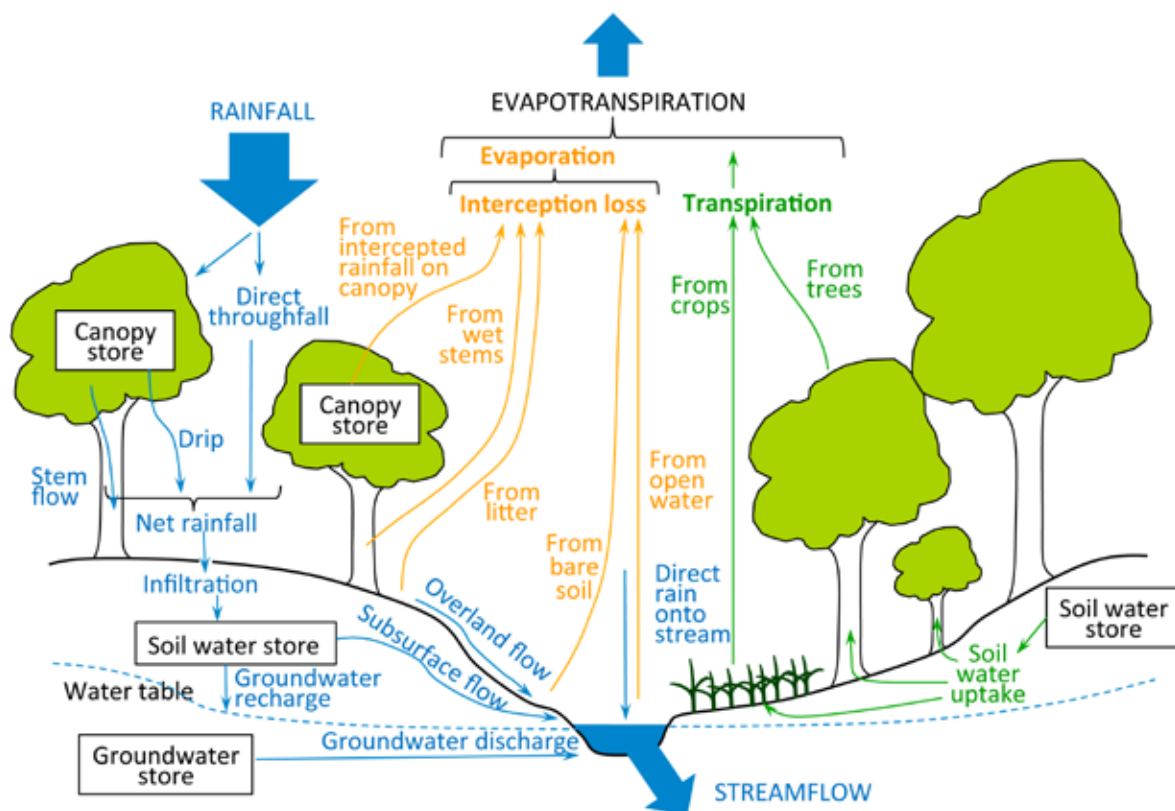 EVAPOTRANSPIRATION
RAINFALL
Evaporation
Interception loss
Transpiration
From
intercepted
rainfall on
canopy
From
crops
From
trees
Direct
throughfall
From
wet
stems
Canopy
store
Canopy
store
Drip
Stem
flow
From
litter
From
open
water
Net rainfall
From
bare
soil
Infiltration
Overland flow
Direct
rain
onto
stream
Soil water
store
Soil water store
Subsurface flow
Soil
water
uptake
Water table
Groundwater
recharge
Groundwater discharge
Groundwater
store
STREAMFLOW